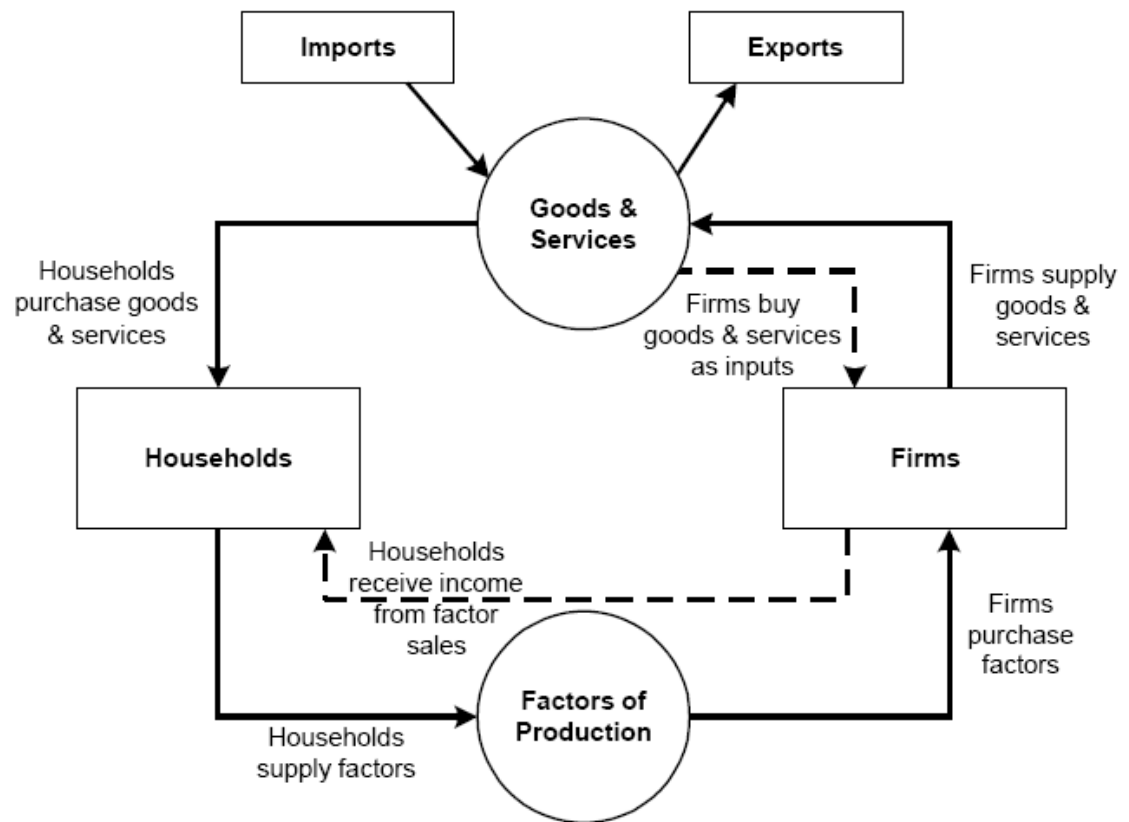 Imports
Exports
Goods &
Services
Households
purchase goods
& services
Firms buy
goods & services
as inputs
Firms supply
goods &
services
Households
Firms
Households
receive income
from factor
sales
Firms
purchase
factors
Factors of
Production
Households
supply factors